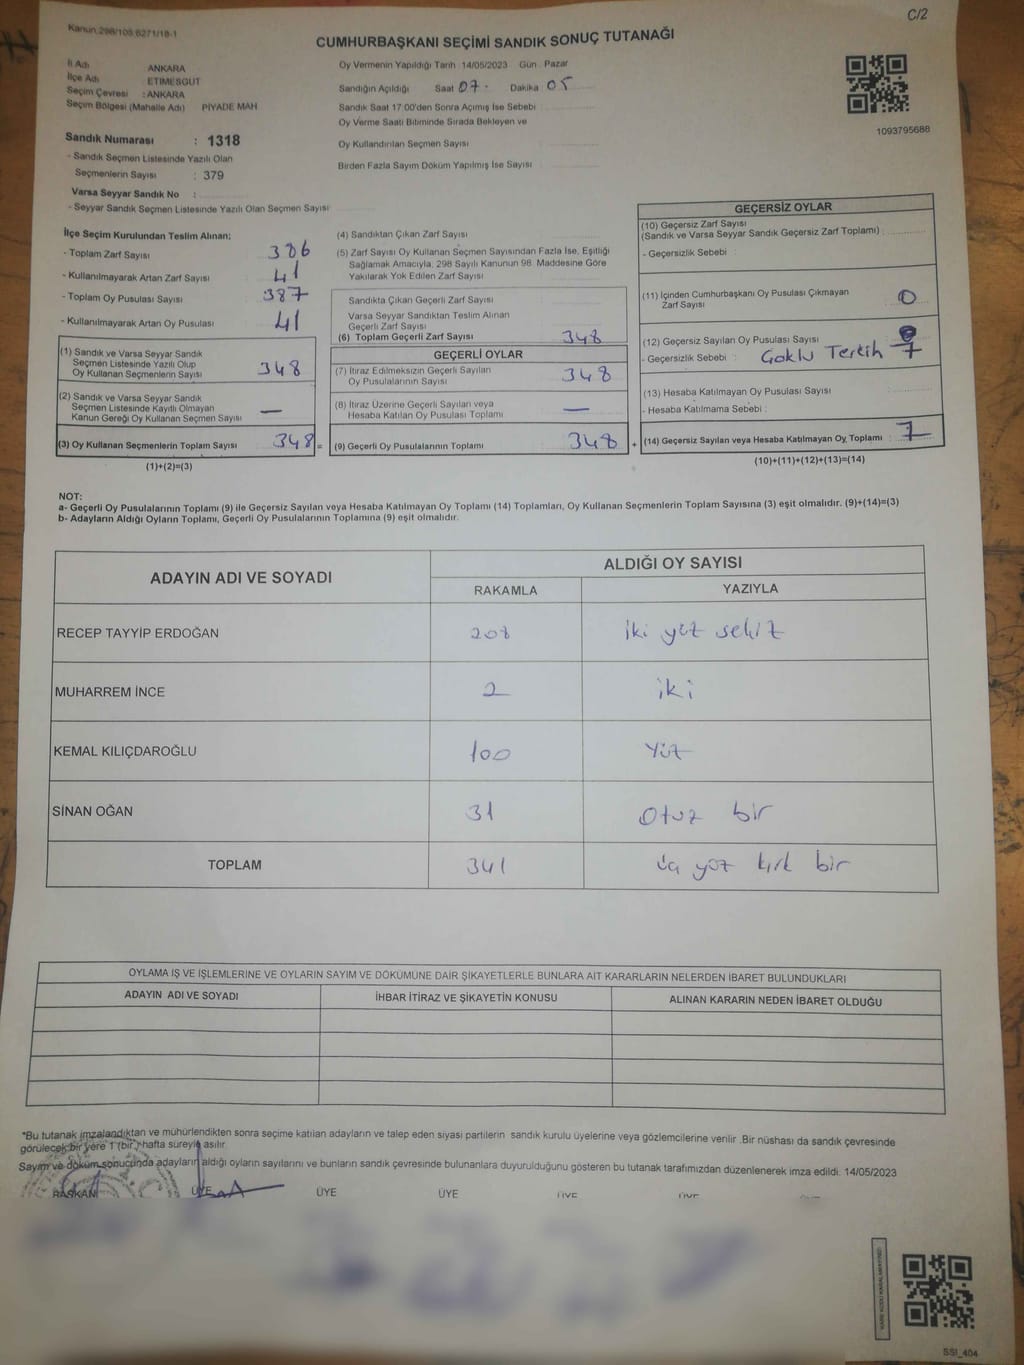 C/2
Kanun 298/105,6271/18-1
CUMHURBAŞKANI SEÇİMİ SANDIK SONUÇ TUTANAĞI
İl Adı ANKARA
İlçe Adı ETİMESGUT
Seçim Çevresi : ANKARA
Seçim Bölgesi (Mahalle Adı) PİYADE MAH
Sandık Numarası : 1318
- Sandık Seçmen Listesinde Yazılı Olan
Seçmenlerin Sayısı : 379
Varsa Seyyar Sandık No :
- Seyyar Sandık Seçmen Listesinde Yazılı Olan Seçmen Sayısı
Oy Vermenin Yapıldığı Tarih : 14/05/2023 Gün : Pazar
Sandığın Açıldığı Saat 07 Dakika 05
Sandık Saat 17:00'den Sonra Açılmış İse Sebebi
Oy Verme Saati Bitiminde Sırada Bekleyen ve
Oy Kullandırılan Seçmen Sayısı
Birden Fazla Sayım Döküm Yapılmış İse Sayısı
1093795688
İlçe Seçim Kurulundan Teslim Alınan;
- Toplam Zarf Sayısı 386
- Kullanılmayarak Artan Zarf Sayısı 41
- Toplam Oy Pusulası Sayısı 387
- Kullanılmayarak Artan Oy Pusulası 41
(1) Sandık ve Varsa Seyyar Sandık
Seçmen Listesinde Yazılı Olup
Oy Kullanan Seçmenlerin Sayısı 348
(2) Sandık ve Varsa Seyyar Sandık
Seçmen Listesinde Kayıtlı Olmayan
Kanun Gereği Oy Kullanan Seçmen Sayısı —
(3) Oy Kullanan Seçmenlerin Toplam Sayısı 348 =
(1)+(2)=(3)
(4) Sandıktan Çıkan Zarf Sayısı
(5) Zarf Sayısı Oy Kullanan Seçmen Sayısından Fazla İse, Eşitliği
Sağlamak Amacıyla, 298 Sayılı Kanunun 98. Maddesine Göre
Yakılarak Yok Edilen Zarf Sayısı
Sandıkta Çıkan Geçerli Zarf Sayısı
Varsa Seyyar Sandıktan Teslim Alınan
Geçerli Zarf Sayısı
(6) Toplam Geçerli Zarf Sayısı 348
GEÇERLİ OYLAR
(7) İtiraz Edilmeksizin Geçerli Sayılan
Oy Pusulalarının Sayısı 348
(8) İtiraz Üzerine Geçerli Sayılan veya
Hesaba Katılan Oy Pusulası Toplamı —
(9) Geçerli Oy Pusulalarının Toplamı 348 +
GEÇERSİZ OYLAR
(10) Geçersiz Zarf Sayısı
(Sandık ve Varsa Seyyar Sandık Geçersiz Zarf Toplamı) :
- Geçersizlik Sebebi
(11) İçinden Cumhurbaşkanı Oy Pusulası Çıkmayan
Zarf Sayısı 0
(12) Geçersiz Sayılan Oy Pusulası Sayısı
- Geçersizlik Sebebi : Çoklu Tercih 7
(13) Hesaba Katılmayan Oy Pusulası Sayısı
- Hesaba Katılmama Sebebi :
(14) Geçersiz Sayılan veya Hesaba Katılmayan Oy Toplamı : 7
(10)+(11)+(12)+(13)=(14)
NOT:
a- Geçerli Oy Pusulalarının Toplamı (9) ile Geçersiz Sayılan veya Hesaba Katılmayan Oy Toplamı (14) Toplamları, Oy Kullanan Seçmenlerin Toplam Sayısına (3) eşit olmalıdır. (9)+(14)=(3)
b- Adayların Aldığı Oyların Toplamı, Geçerli Oy Pusulalarının Toplamına (9) eşit olmalıdır.
ADAYIN ADI VE SOYADI ALDIĞI OY SAYISI
RAKAMLA YAZIYLA
RECEP TAYYİP ERDOĞAN 208 iki yüz sekiz
MUHARREM İNCE 2 iki
KEMAL KILIÇDAROĞLU 100 Yüz
SİNAN OĞAN 31 Otuz bir
TOPLAM 341 üç yüz kırk bir
OYLAMA İŞ VE İŞLEMLERİNE VE OYLARIN SAYIM VE DÖKÜMÜNE DAİR ŞİKAYETLERLE BUNLARA AİT KARARLARIN NELERDEN İBARET BULUNDUKLARI
ADAYIN ADI VE SOYADI İHBAR İTİRAZ VE ŞİKAYETİN KONUSU ALINAN KARARIN NEDEN İBARET OLDUĞU
*Bu tutanak imzalandıktan ve mühürlendikten sonra seçime katılan adayların ve talep eden siyasi partilerin sandık kurulu üyelerine veya gözlemcilerine verilir .Bir nüshası da sandık çevresinde
görülecek bir yere 1 (bir) hafta süreyle asılır.
Sayım ve döküm sonucunda adayların aldığı oyların sayılarını ve bunların sandık çevresinde bulunanlara duyurulduğunu gösteren bu tutanak tarafımızdan düzenlenerek imza edildi. 14/05/2023
BAŞKAN ÜYE ÜYE ÜYE ÜYE ÜYE
SSI_404